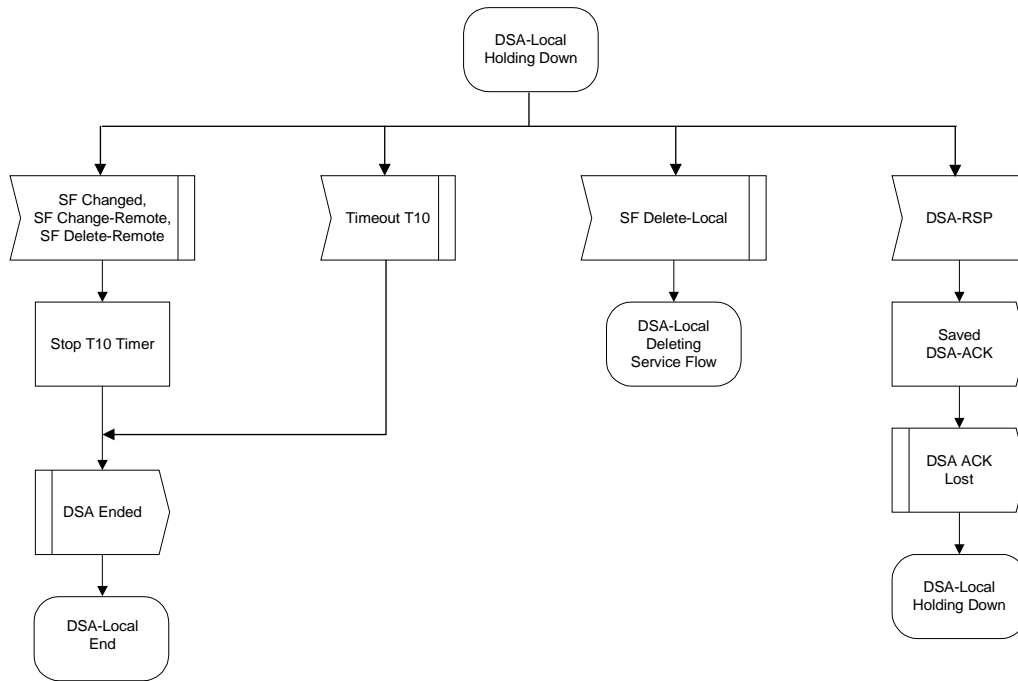 DSA-Local
Holding Down
SF Changed,
SF Change-Remote,
SF Delete-Remote
Timeout T10
SF Delete-Local
DSA-RSP
Stop T10 Timer
DSA-Local
Deleting
Service Flow
Saved
DSA-ACK
DSA Ended
DSA ACK
Lost
DSA-Local
End
DSA-Local
Holding Down